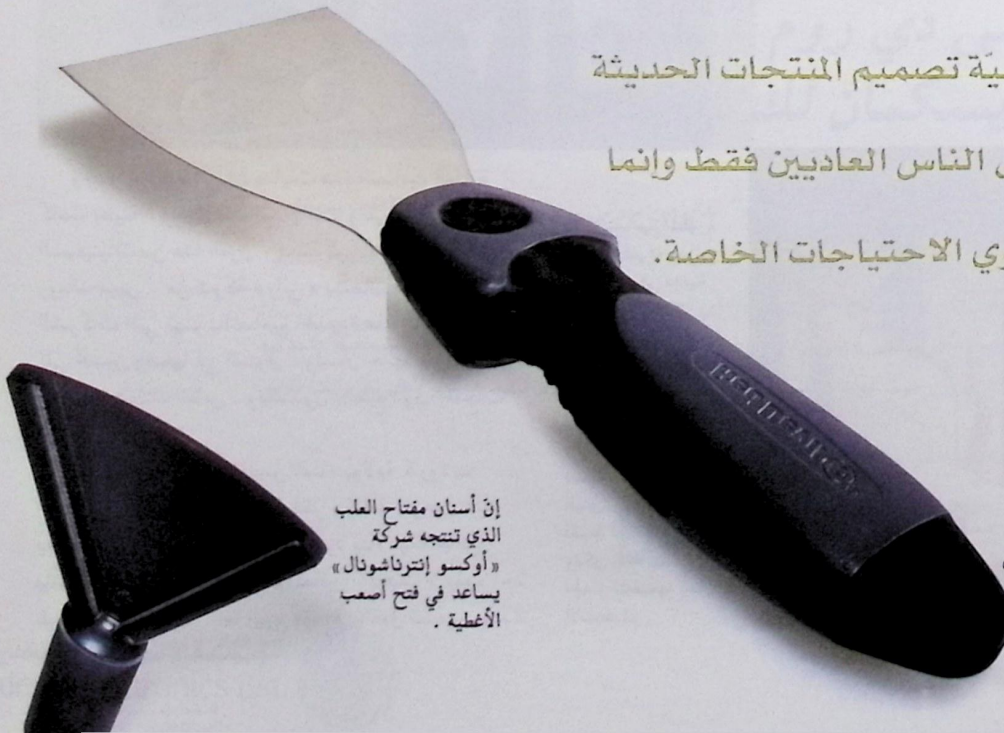 تصميم المنتجات الحديثة
الناس العاديين فقط وانما
الاحتياجات الخاصة.
إنّ أسنان مفتاح العلب
الذي تنتجه شركة
«أوكسو إنترناشونال»
يساعد في فتح أصعب
الأغطية .